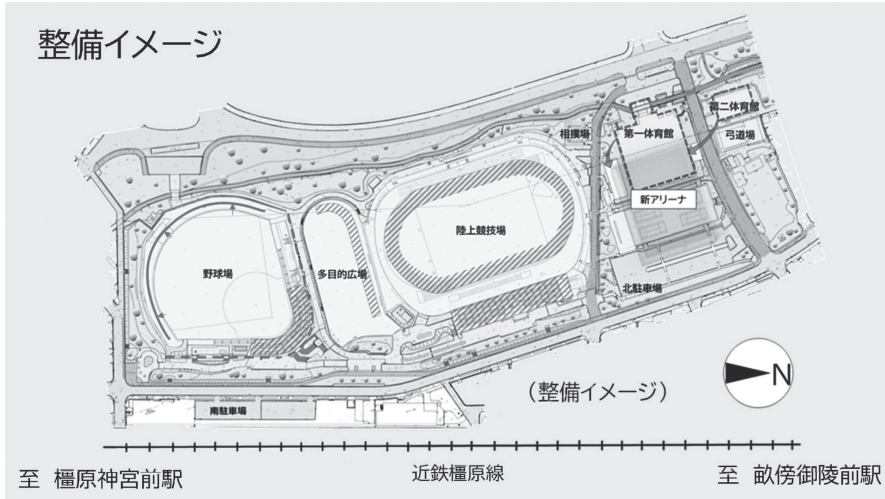 整備イメージ
第二体育館
相撲場
第一体育館
弓道場
新アリーナ
陸上競技場
野球場
多目的広場
北駐車場
N
(整備イメージ)
南駐車場
至 橿原神宮前駅
近鉄橿原線
至 畝傍御陵前駅